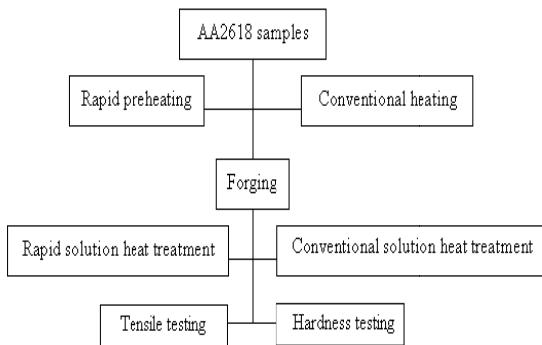 AA2618 samples
Rapid preheating
Conventional heating
Forging
Rapid solution heat treatment
Conventional solution heat treatment
Tensile testing
Hardness testing